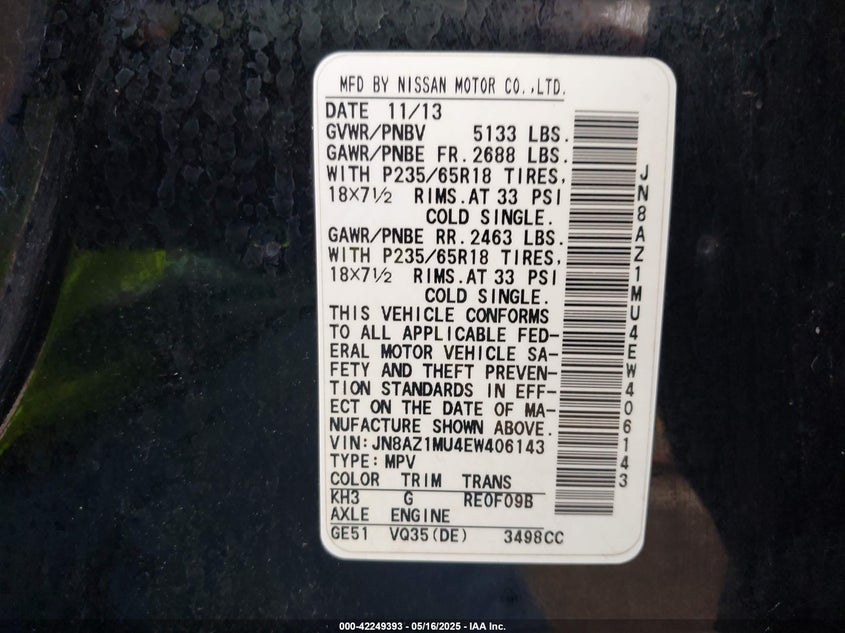 MFD BY NISSAN MOTOR CO.,LTD.
DATE 11/13
GVWR/PNBV 5133 LBS.
GAWR/PNBE FR. 2688 LBS.
WITH P235/65R18 TIRES,
18X7½ RIMS. AT 33 PSI
COLD SINGLE.
GAWR/PNBE RR. 2463 LBS.
WITH P235/65R18 TIRES,
18X7½ RIMS. AT 33 PSI
COLD SINGLE.
THIS VEHICLE CONFORMS
TO ALL APPLICABLE FED-
ERAL MOTOR VEHICLE SA-
FETY AND THEFT PREVEN-
TION STANDARDS IN EFF-
ECT ON THE DATE OF MA-
NUFACTURE SHOWN ABOVE.
VIN: JN8AZ1MU4EW406143
TYPE: MPV
COLOR TRIM TRANS
KH3 G RE0F09B
AXLE ENGINE
GE51 VQ35(DE) 3498CC
JN8AZ1MU4EW406143
000-42249393 - 05/16/2025 - IAA Inc.